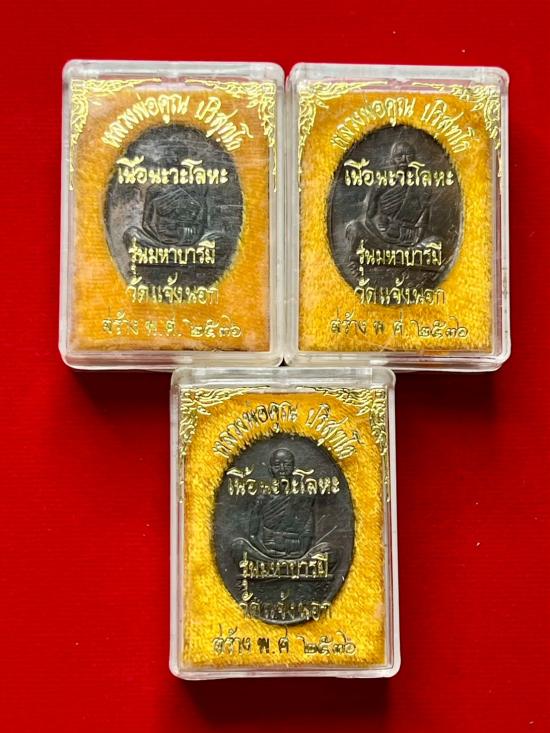 หลวงพ่อคูณ ปริสุทโธ
เนื้อนะวะโลหะ
รุ่นมหาบารมี
วัดแจ้งนอก
สร้าง พ.ศ. ๒๕๓๖
หลวงพ่อคูณ ปริสุทโธ
เนื้อนะวะโลหะ
รุ่นมหาบารมี
วัดแจ้งนอก
สร้าง พ.ศ. ๒๕๓๖
หลวงพ่อคูณ ปริสุทโธ
เนื้อนะวะโลหะ
รุ่นมหาบารมี
วัดแจ้งนอก
สร้าง พ.ศ. ๒๕๓๖